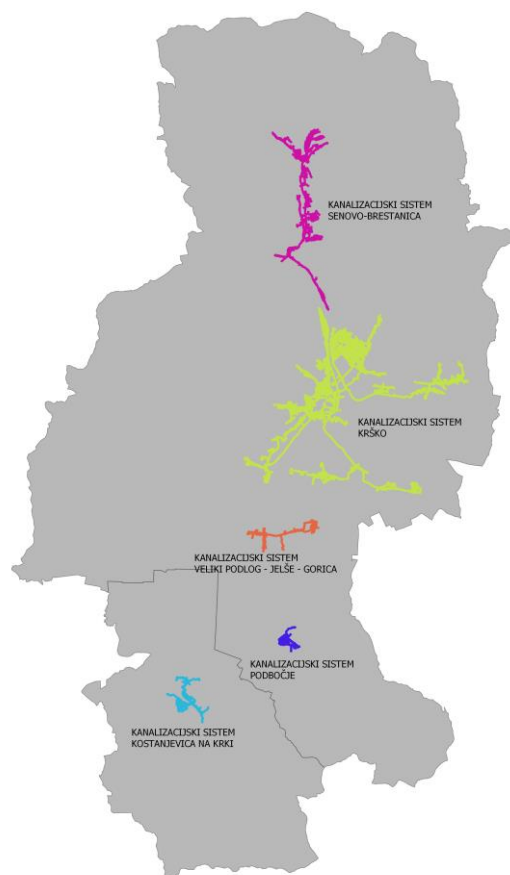 KANALIZACIJSKI SISTEM
SENOVO-BRESTANICA
KANALIZACIJSKI SISTEM
KRŠKO
KANALIZACIJSKI SISTEM
VELIKI PODLOG - JELŠE - GORICA
KANALIZACIJSKI SISTEM
PODBOČJE
KANALIZACIJSKI SISTEM
KOSTANJEVICA NA KRKI